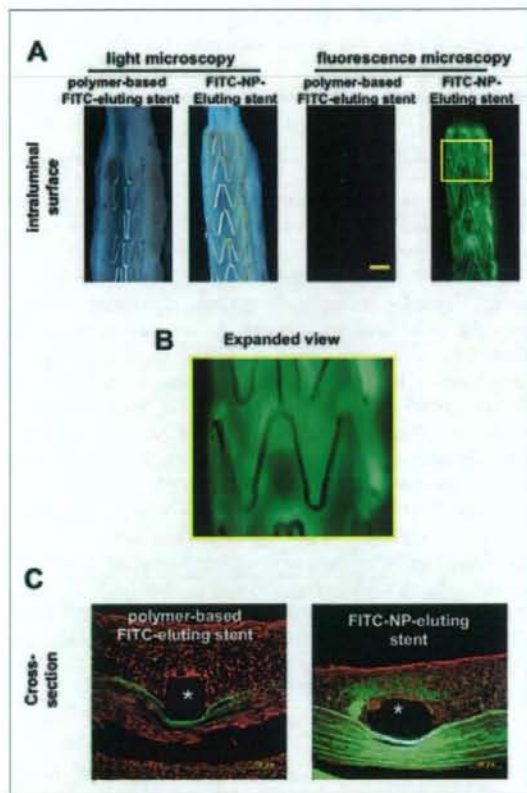 A
light microscopy
fluorescence microscopy
polymer-based FITC-eluting stent
FITC-NP-Eluting stent
polymer-based FITC-eluting stent
FITC-NP-Eluting stent
intraluminal surface
B
Expanded view
C
Cross-section
polymer-based FITC-eluting stent
FITC-NP-eluting stent
*
*